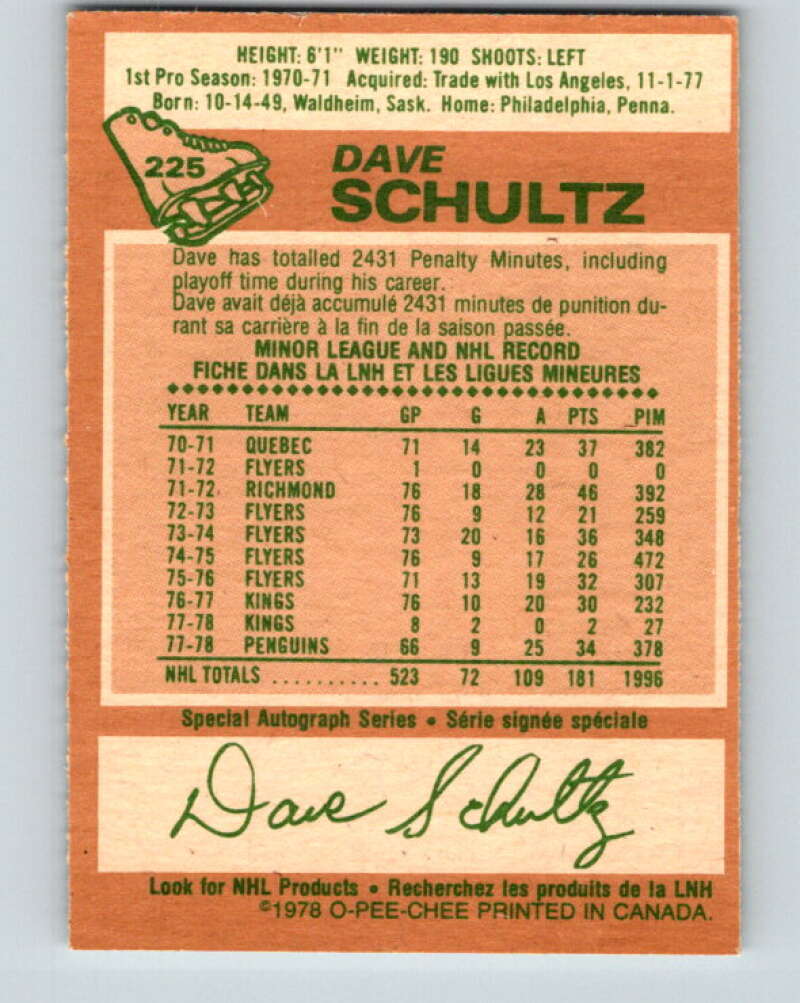 HEIGHT: 6'1" WEIGHT: 190 SHOOTS: LEFT
1st Pro Season: 1970-71 Acquired: Trade with Los Angeles, 11-1-77
Born: 10-14-49, Waldheim, Sask. Home: Philadelphia, Penna.
225
DAVE
SCHULTZ
Dave has totalled 2431 Penalty Minutes, including
playoff time during his career.
Dave avait déjà accumulé 2431 minutes de punition du-
rant sa carrière à la fin de la saison passée.
MINOR LEAGUE AND NHL RECORD
FICHE DANS LA LNH ET LES LIGUES MINEURES
YEAR TEAM GP G A PTS PIM
70-71 QUEBEC 71 14 23 37 382
71-72 FLYERS 1 0 0 0 0
71-72 RICHMOND 76 18 28 46 392
72-73 FLYERS 76 9 12 21 259
73-74 FLYERS 73 20 16 36 348
74-75 FLYERS 76 9 17 26 472
75-76 FLYERS 71 13 19 32 307
76-77 KINGS 76 10 20 30 232
77-78 KINGS 8 2 0 2 27
77-78 PENGUINS 66 9 25 34 378
NHL TOTALS .......... 523 72 109 181 1996
Special Autograph Series • Série signée spéciale
Dave Schultz
Look for NHL Products • Recherchez les produits de la LNH
©1978 O-PEE-CHEE PRINTED IN CANADA.